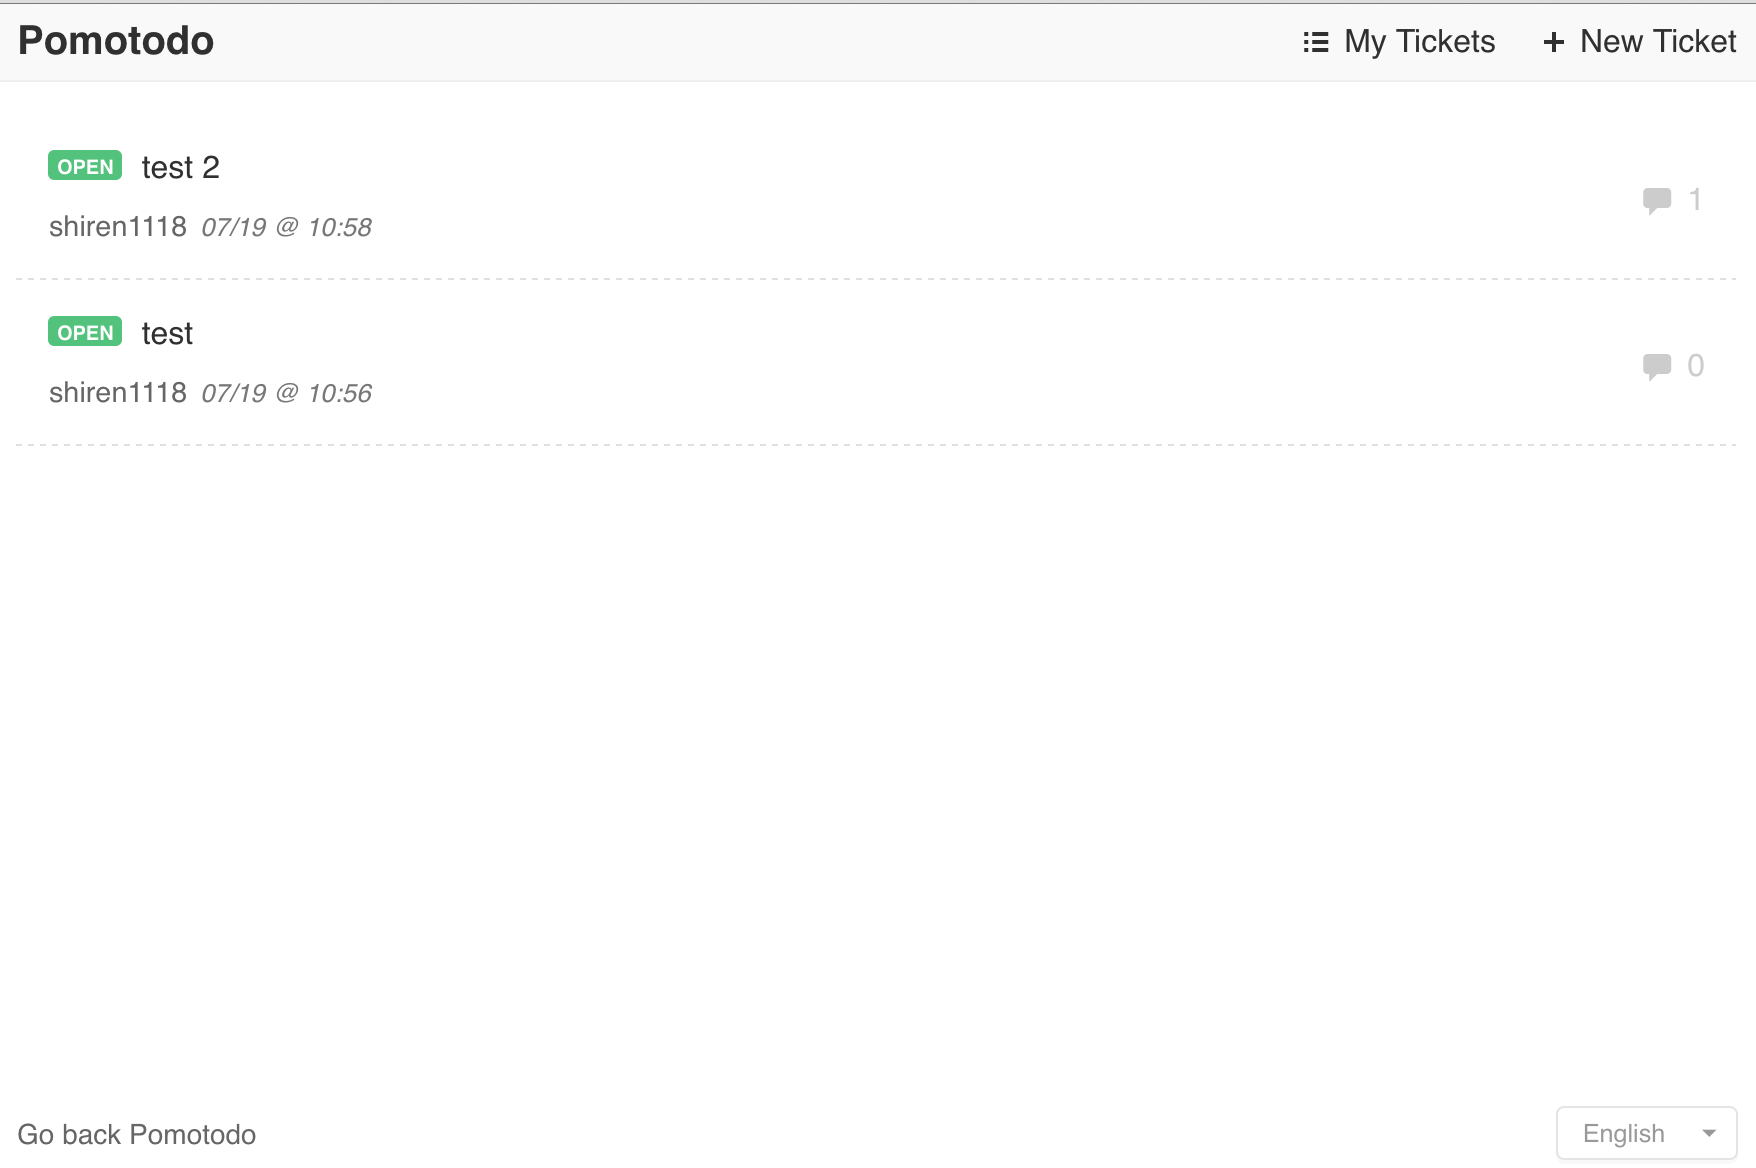 Pomotodo My Tickets New Ticket
OPEN test 2
1
shiren1118 07/19 @ 10:58
OPEN test
0
shiren1118 07/19 @ 10:56
Go back Pomotodo English